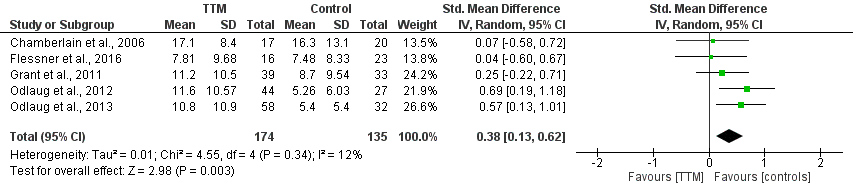 TTM Control Std. Mean Difference Std. Mean Difference
Study or Subgroup Mean SD Total Mean SD Total Weight IV, Random, 95% CI IV, Random, 95% CI
Chamberlain et al., 2006 17.1 8.4 17 16.3 13.1 20 13.5% 0.07 [-0.58, 0.72]
Flessner et al., 2016 7.81 9.68 16 7.48 8.33 23 13.9% 0.04 [-0.60, 0.67]
Grant et al., 2011 11.2 10.5 39 8.7 9.54 33 24.2% 0.25 [-0.22, 0.71]
Odlaug et al., 2012 11.6 10.57 44 5.26 6.03 27 21.9% 0.69 [0.19, 1.18]
Odlaug et al., 2013 10.8 10.9 58 5.4 5.4 32 26.6% 0.57 [0.13, 1.01]
Total (95% CI) 174 135 100.0% 0.38 [0.13, 0.62]
Heterogeneity: Tau² = 0.01; Chi² = 4.55, df = 4 (P = 0.34); I² = 12%
Test for overall effect: Z = 2.98 (P = 0.003)
-2 -1 0 1 2
Favours [TTM] Favours [controls]